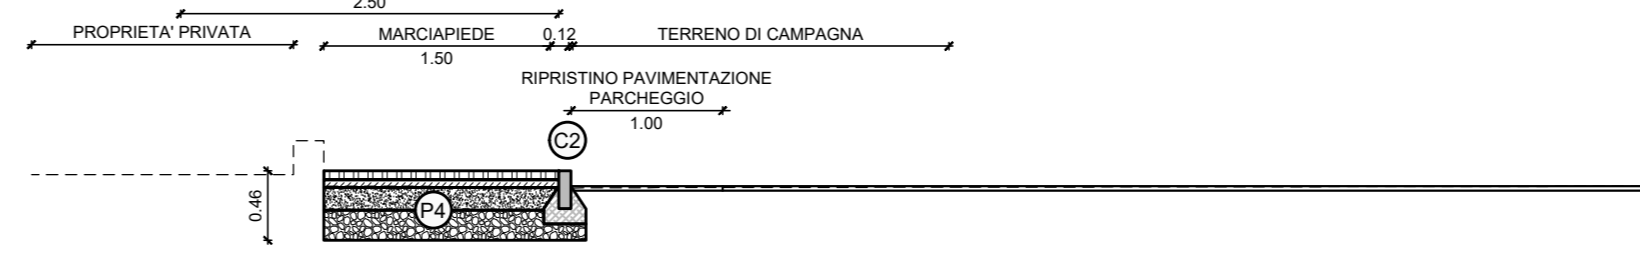 2.50
PROPRIETA' PRIVATA
MARCIAPIEDE
0.12
TERRENO DI CAMPAGNA
1.50
RIPRISTINO PAVIMENTAZIONE
PARCHEGGIO
1.00
C2
0.46
P4